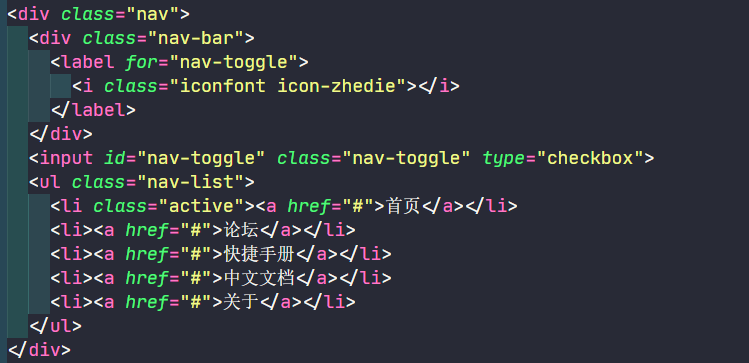 <div class="nav">
<div class="nav-bar">
<label for="nav-toggle">
<i class="iconfont icon-zhedie"></i>
</label>
</div>
<input id="nav-toggle" class="nav-toggle" type="checkbox">
<ul class="nav-list">
<li class="active"><a href="#">首页</a></li>
<li><a href="#">论坛</a></li>
<li><a href="#">快捷手册</a></li>
<li><a href="#">中文文档</a></li>
<li><a href="#">关于</a></li>
</ul>
</div>